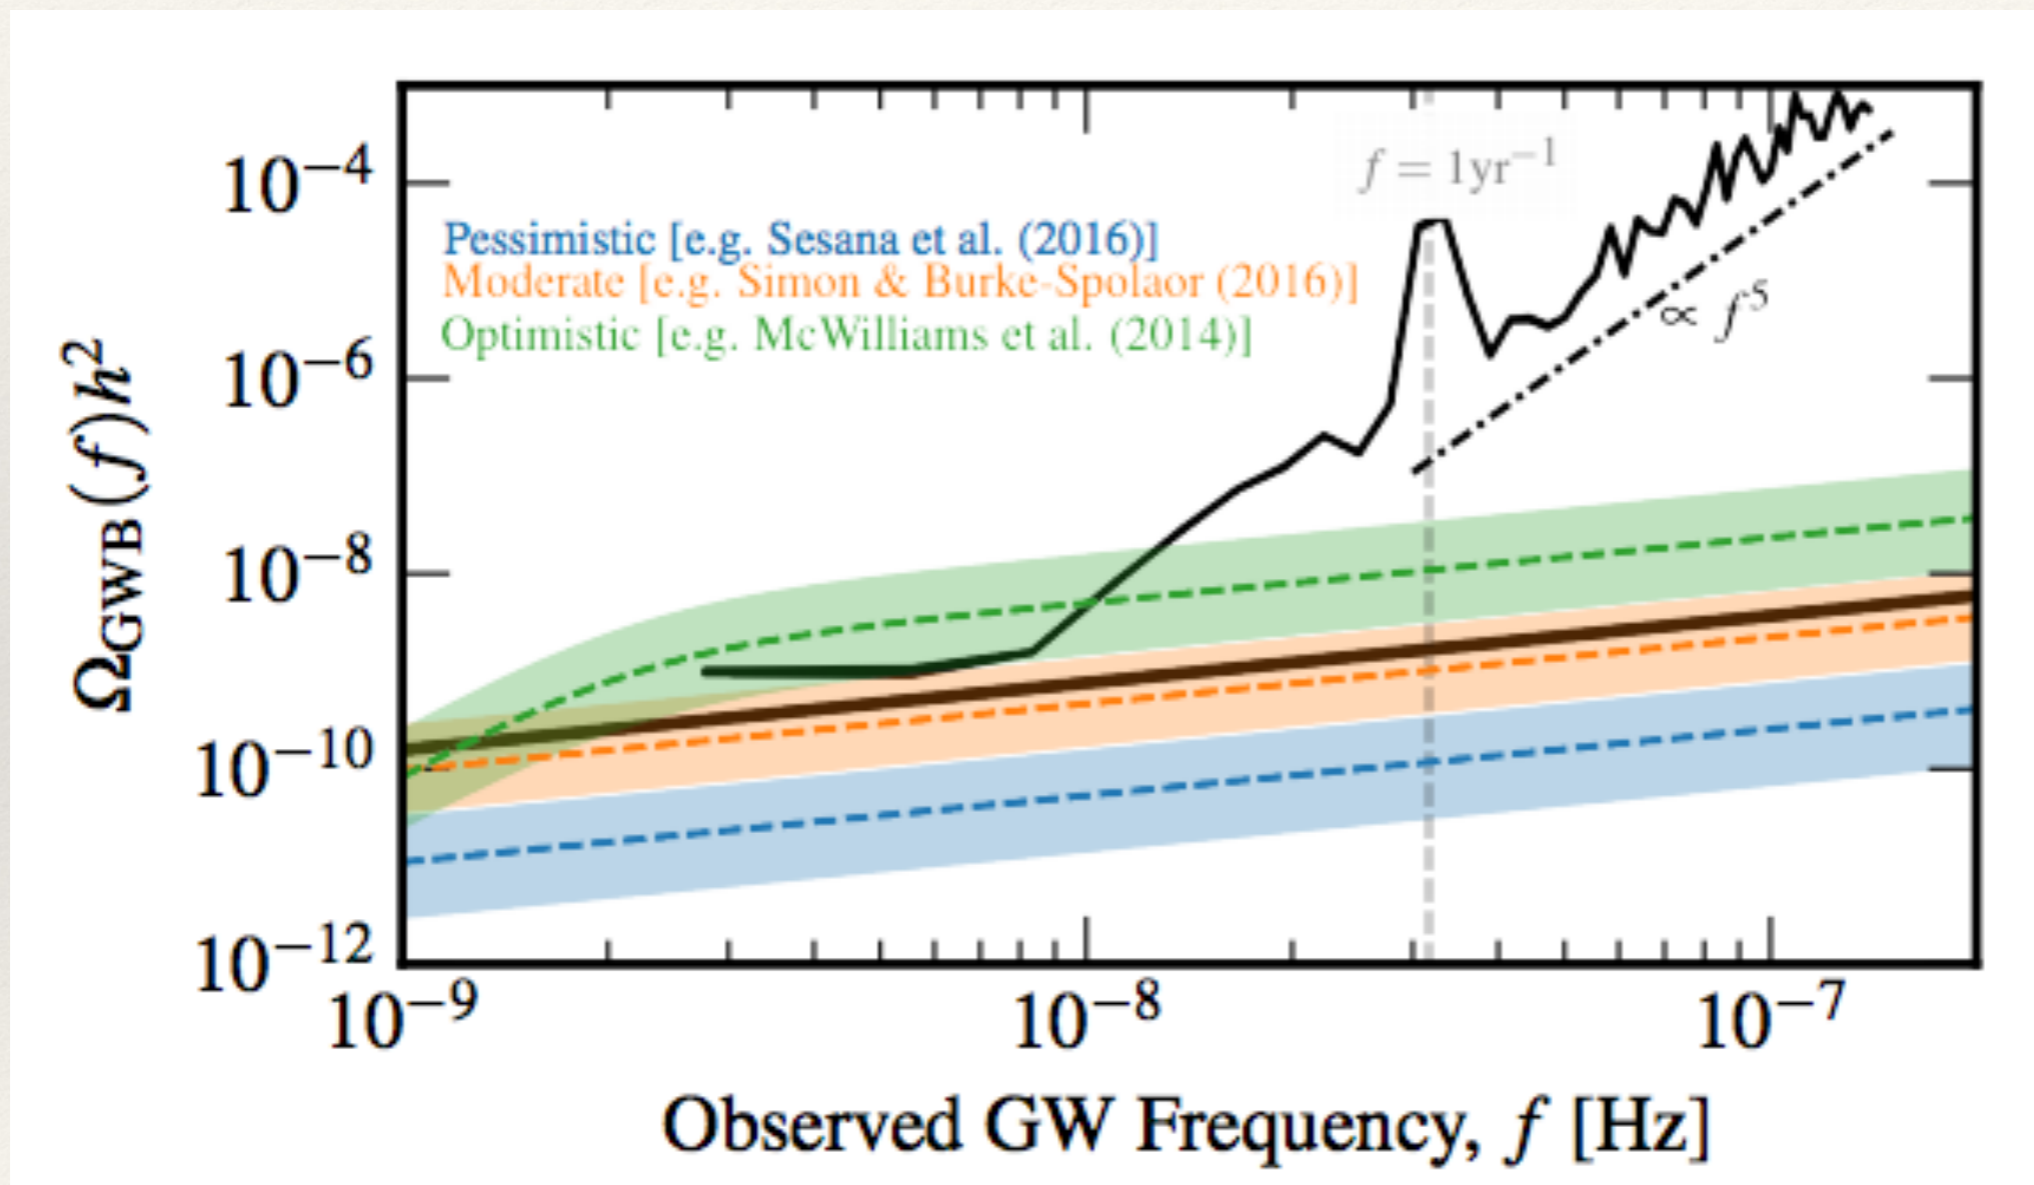 10⁻⁴
10⁻⁶
10⁻⁸
10⁻¹⁰
10⁻¹²
Ω_GWB(f)h²
f = 1yr⁻¹
Pessimistic [e.g. Sesana et al. (2016)]
Moderate [e.g. Simon & Burke-Spolaor (2016)]
Optimistic [e.g. McWilliams et al. (2014)]
∝ f⁵
10⁻⁹
10⁻⁸
10⁻⁷
Observed GW Frequency, f [Hz]